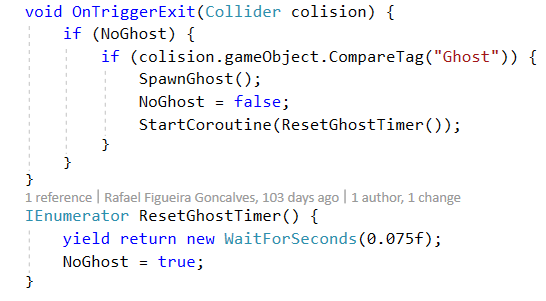 void OnTriggerExit(Collider colision) {
if (NoGhost) {
if (colision.gameObject.CompareTag("Ghost")) {
SpawnGhost();
NoGhost = false;
StartCoroutine(ResetGhostTimer());
}
}
}
1 reference | Rafael Figueira Goncalves, 103 days ago | 1 author, 1 change
IEnumerator ResetGhostTimer() {
yield return new WaitForSeconds(0.075f);
NoGhost = true;
}